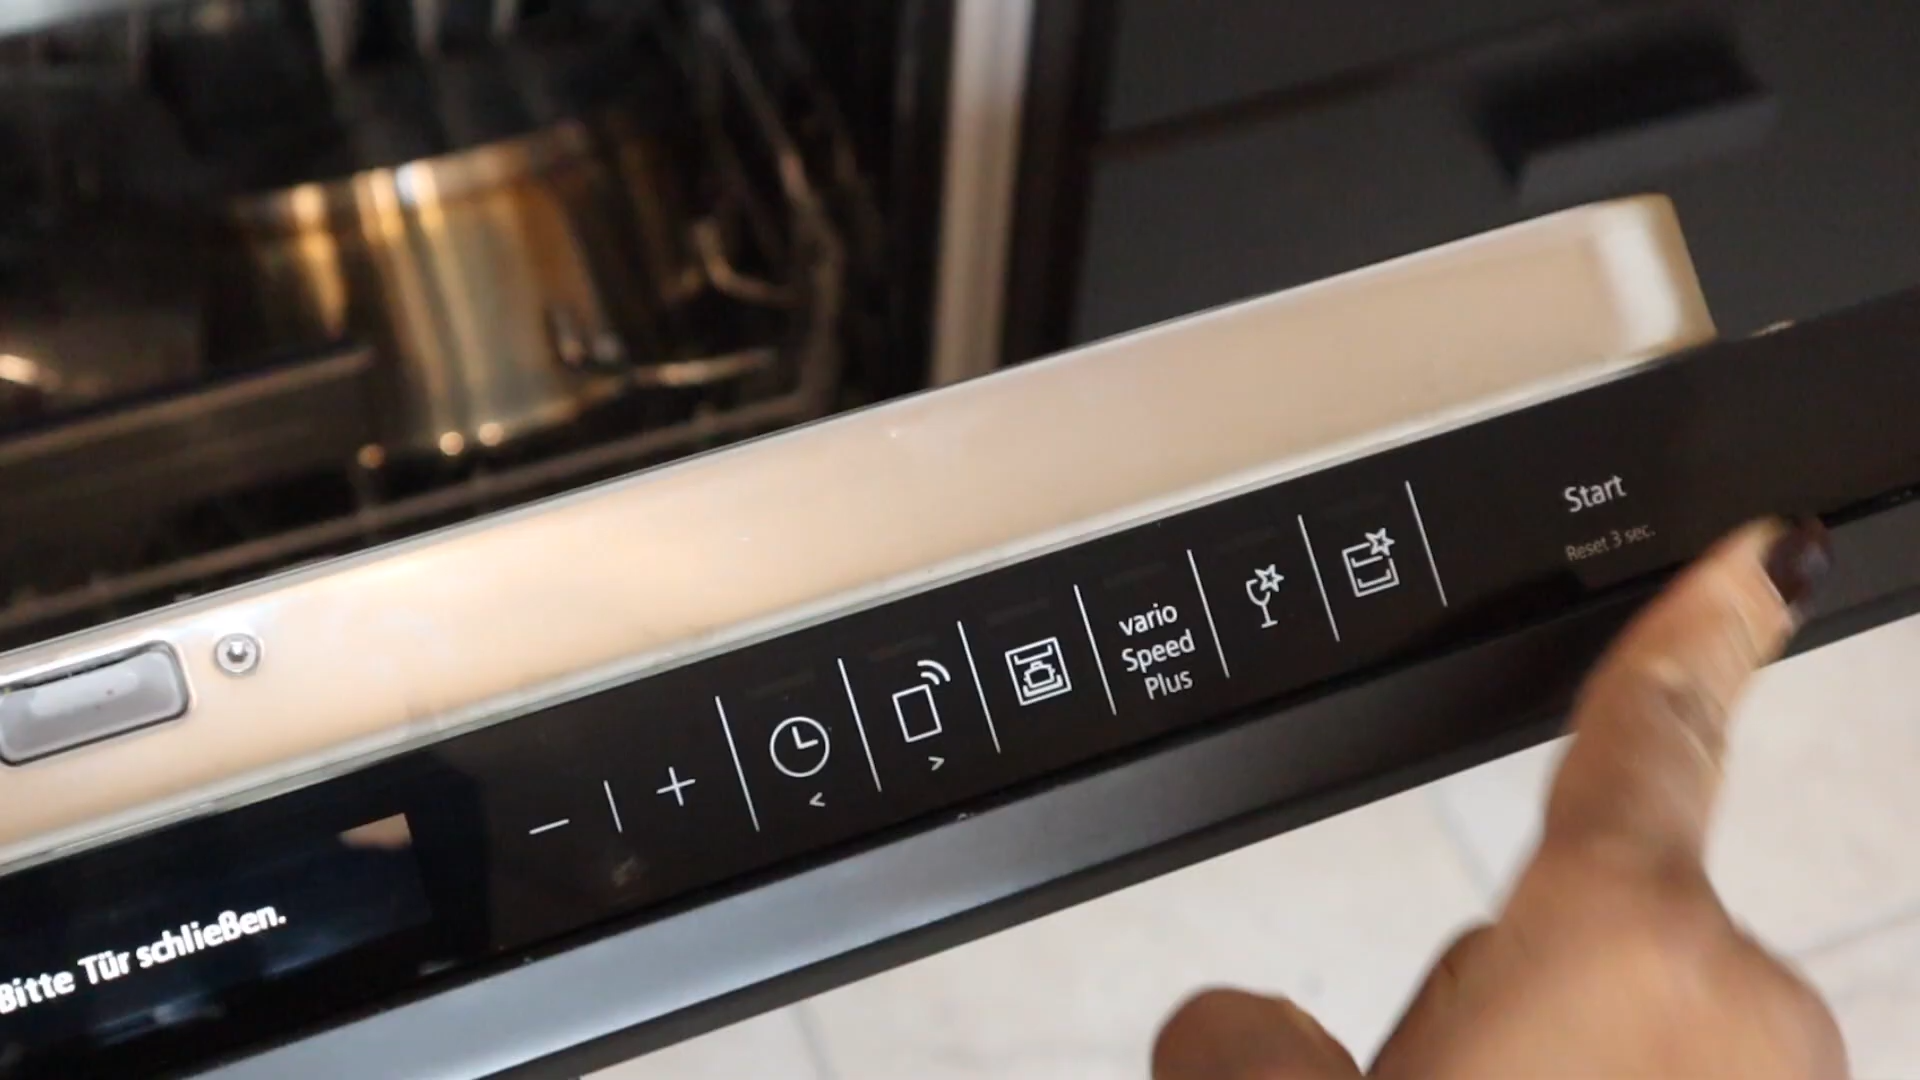 Bitte Tür schließen.
vario
Speed
Plus
Start
Reset 3 sec.